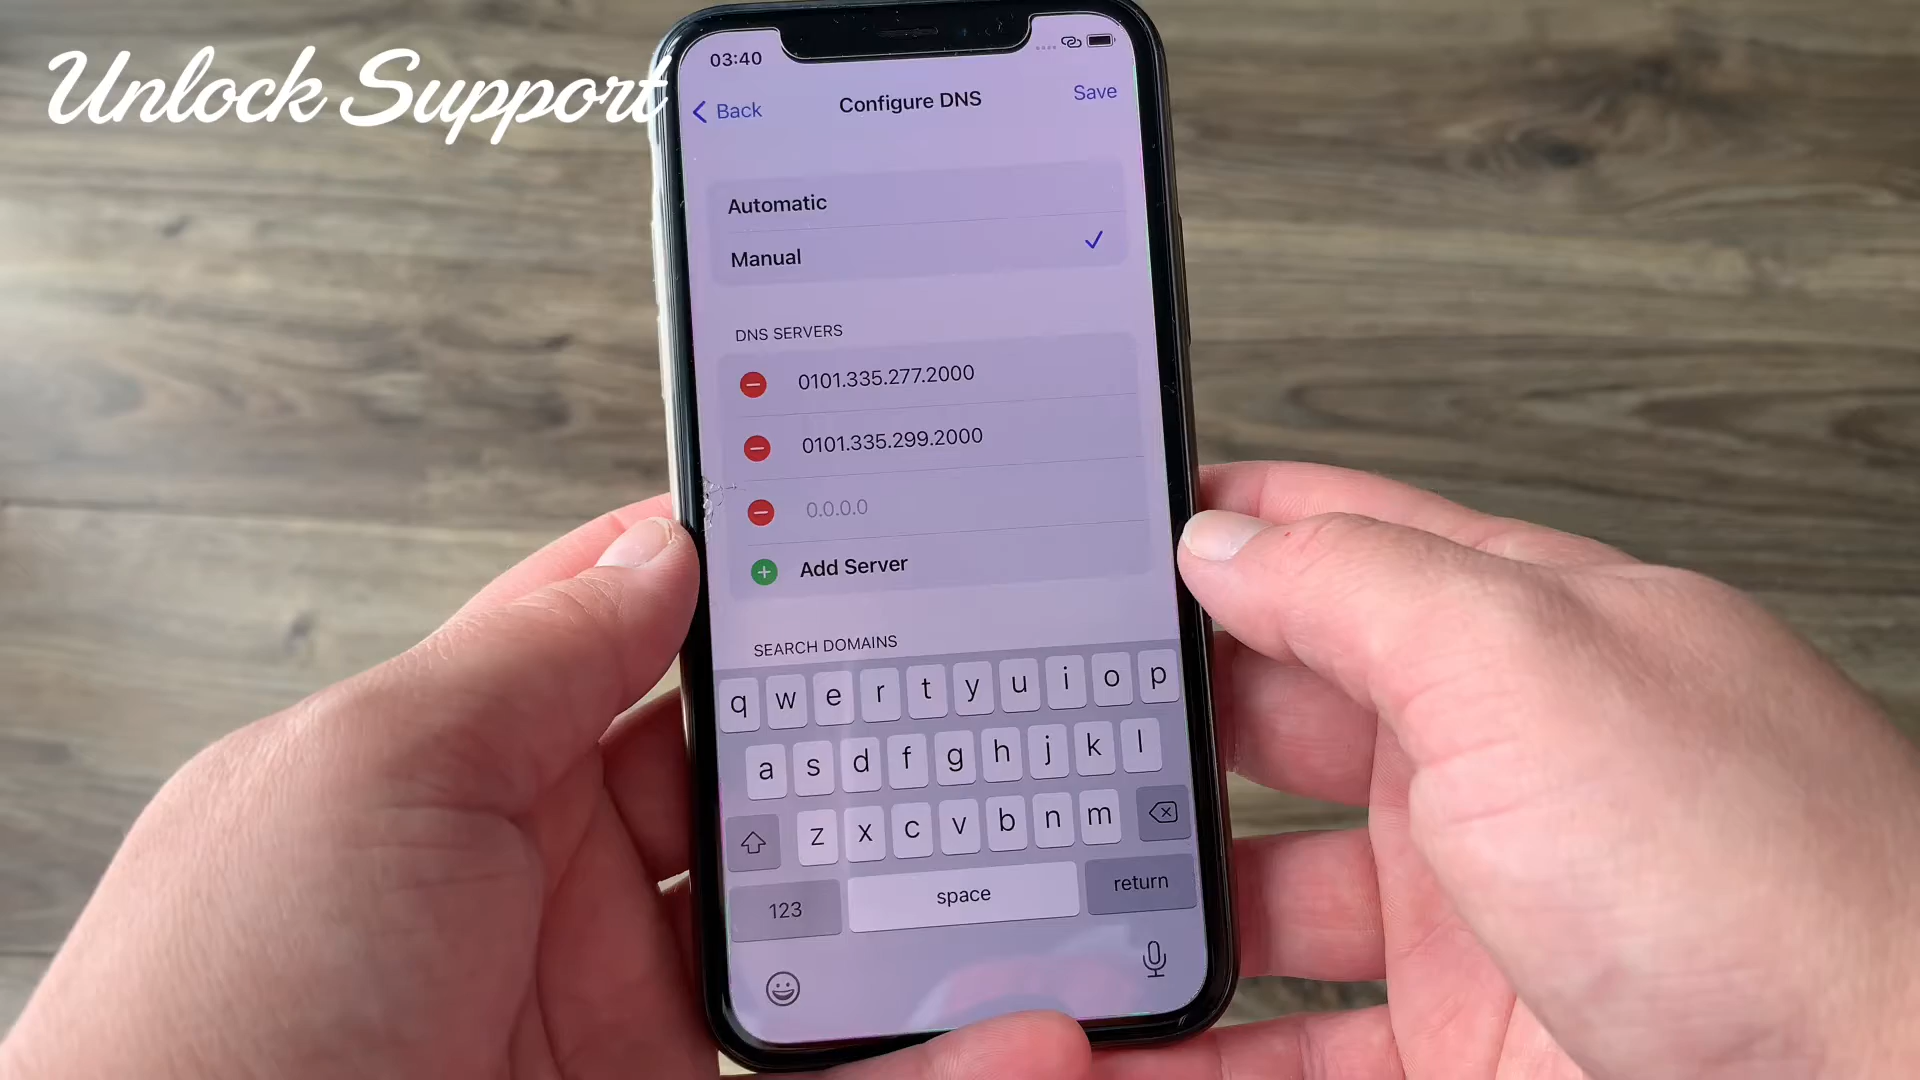 Unlock Support
03:40
Back
Configure DNS
Save
Automatic
Manual
DNS SERVERS
0101.335.277.2000
0101.335.299.2000
0.0.0.0
Add Server
SEARCH DOMAINS
q w e r t y u i o p
a s d f g h j k l
z x c v b n m
123 space return